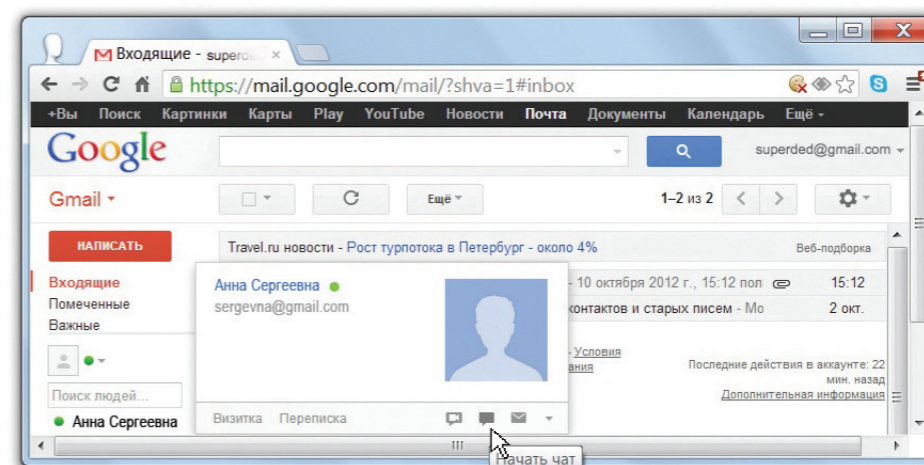 Входящие - superde
https://mail.google.com/mail/?shva=1#inbox
+Вы Поиск Картинки Карты Play YouTube Новости Почта Документы Календарь Ещё
Google
superded@gmail.com
Gmail
Ещё
1–2 из 2
НАПИСАТЬ
Travel.ru новости - Рост турпотока в Петербург - около 4%
Веб-подборка
Входящие
Помеченные
Важные
Анна Сергеевна
sergevna@gmail.com
- 10 октября 2012 г., 15:12 пол
15:12
контактов и старых писем - Мо
2 окт.
- Условия
ания
Последние действия в аккаунте: 22
мин. назад
Дополнительная информация
Поиск людей...
Анна Сергеевна
Визитка Переписка
Начать чат